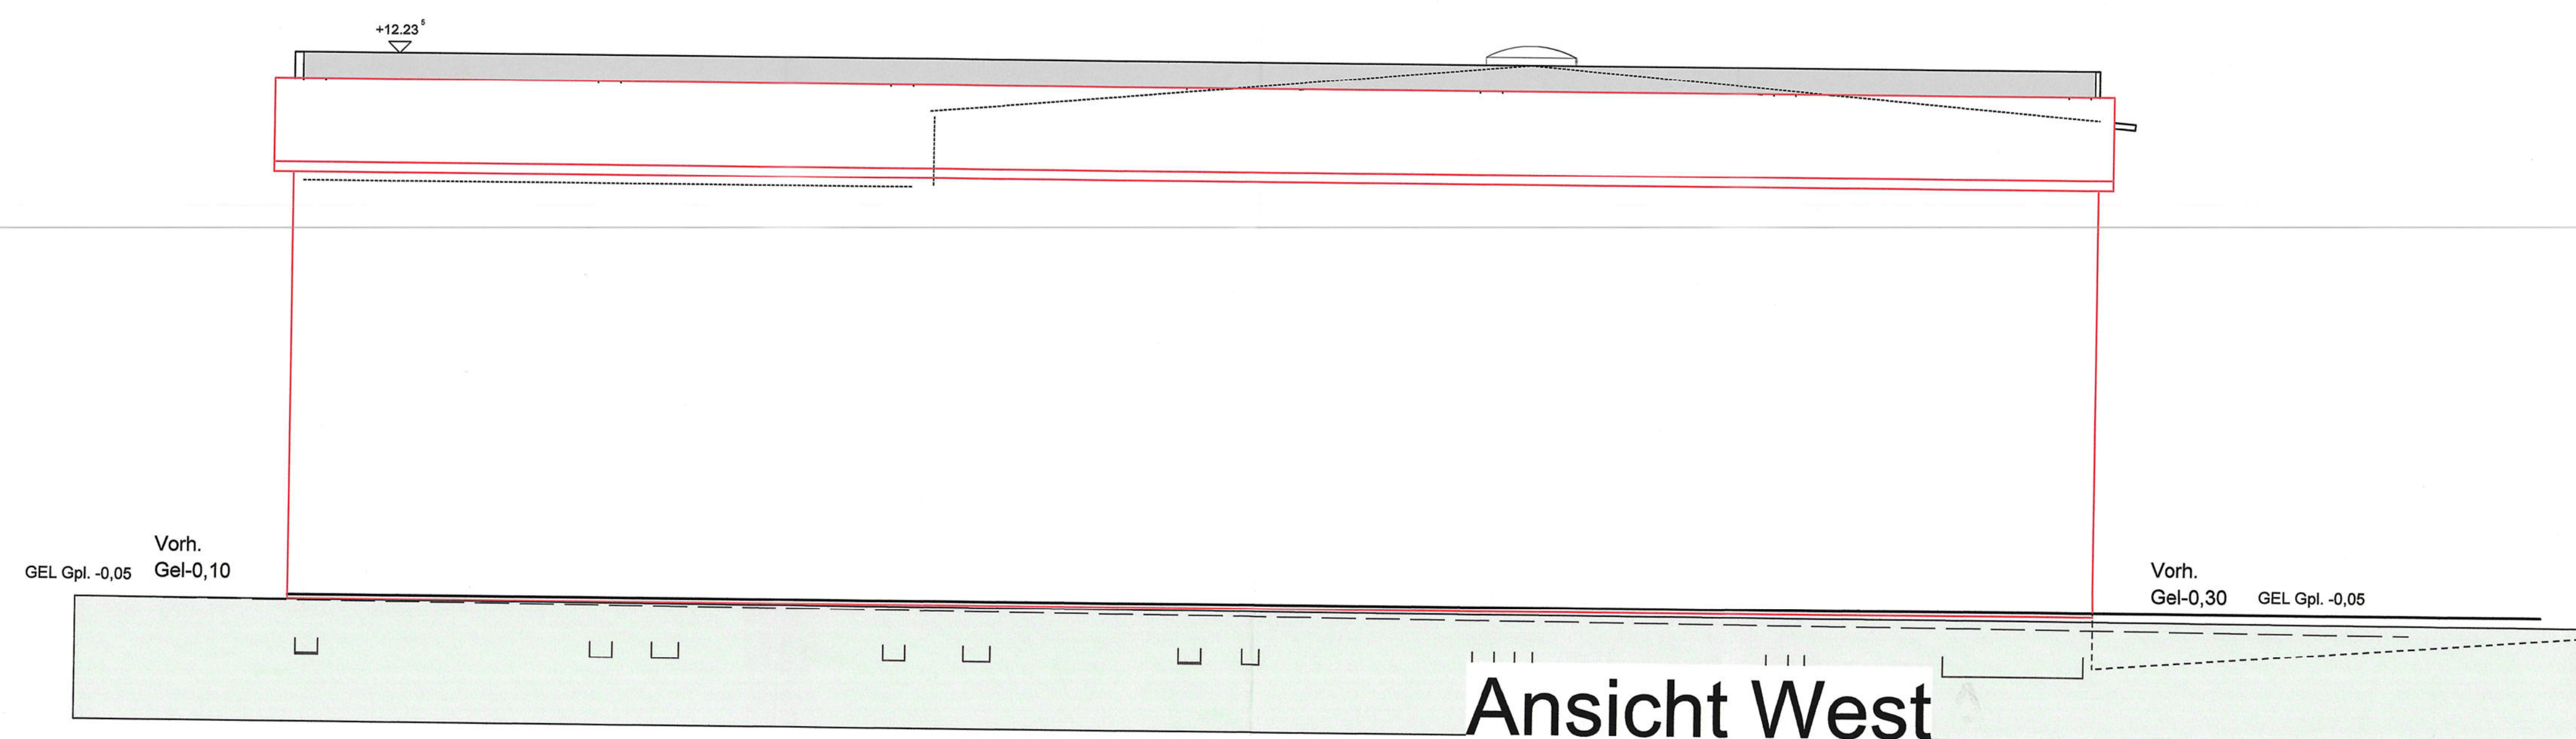 +12.23⁵
Vorh.
GEL Gpl. -0,05 Gel-0,10
Vorh.
Gel-0,30 GEL Gpl. -0,05
Ansicht West